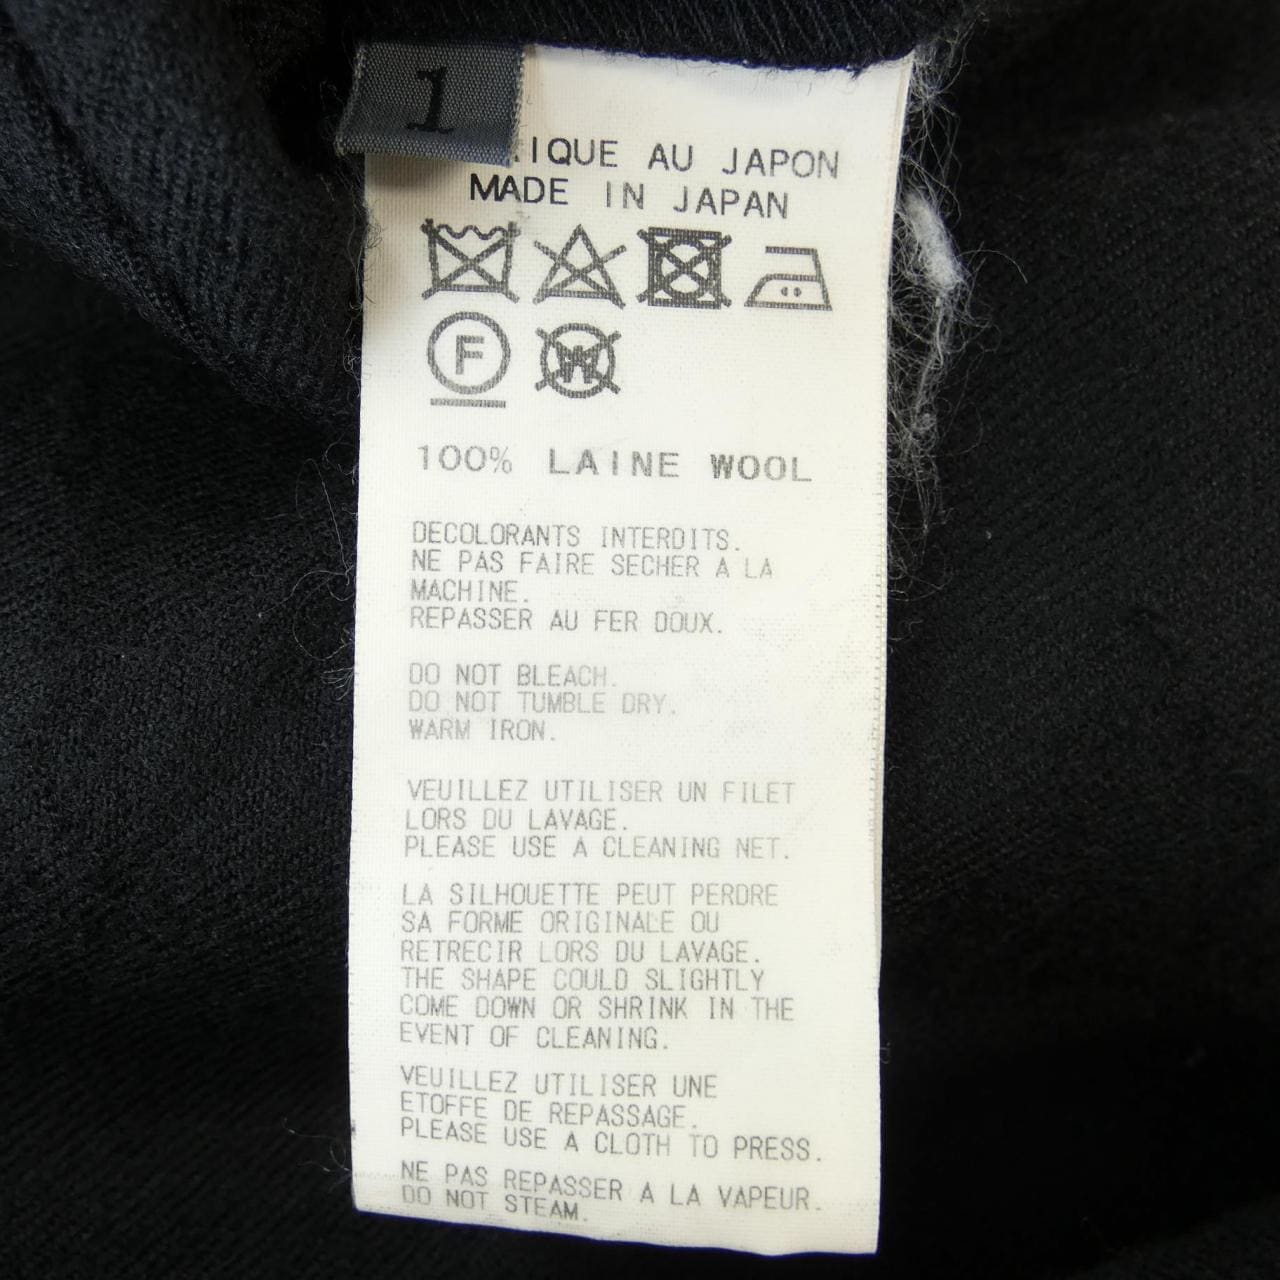 1
IQUE AU JAPON
MADE IN JAPAN
F
W
100% LAINE WOOL
DECOLORANTS INTERDITS.
NE PAS FAIRE SECHER A LA
MACHINE.
REPASSER AU FER DOUX.
DO NOT BLEACH.
DO NOT TUMBLE DRY.
WARM IRON.
VEUILLEZ UTILISER UN FILET
LORS DU LAVAGE.
PLEASE USE A CLEANING NET.
LA SILHOUETTE PEUT PERDRE
SA FORME ORIGINALE OU
RETRECIR LORS DU LAVAGE.
THE SHAPE COULD SLIGHTLY
COME DOWN OR SHRINK IN THE
EVENT OF CLEANING.
VEUILLEZ UTILISER UNE
ETOFFE DE REPASSAGE.
PLEASE USE A CLOTH TO PRESS.
NE PAS REPASSER A LA VAPEUR.
DO NOT STEAM.